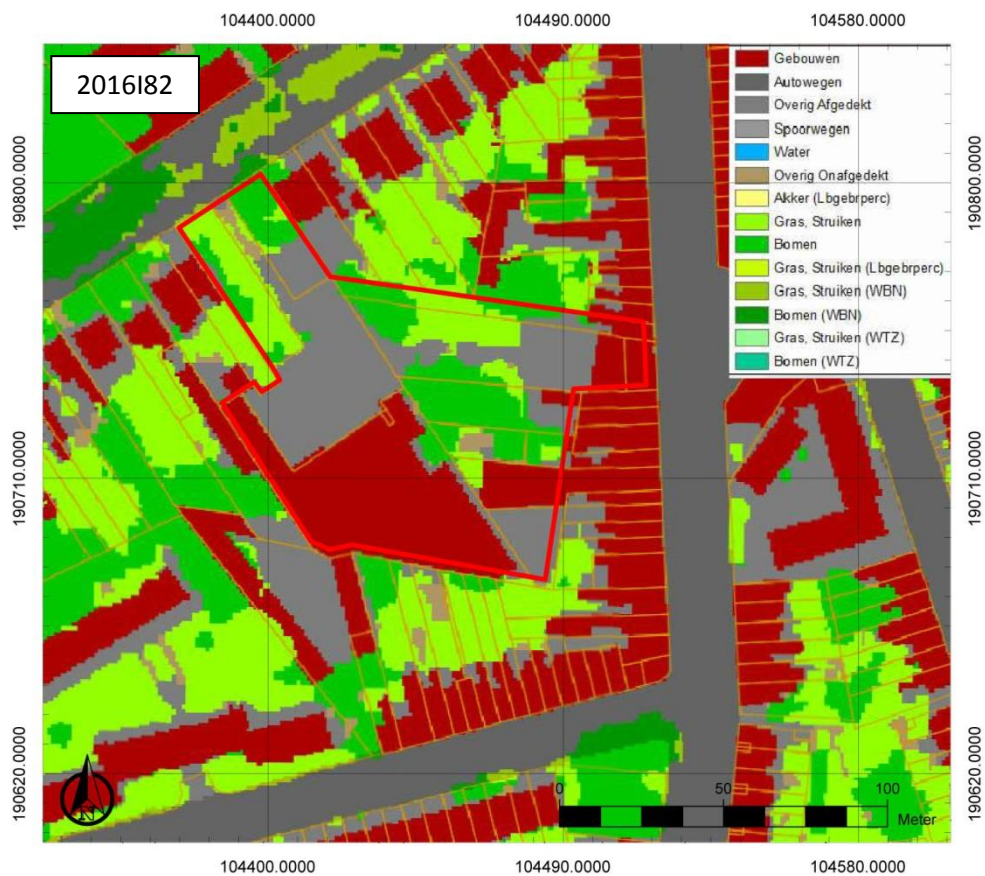 104400.0000 104490.0000 104580.0000
2016I82
Gebouwen
Autowegen
Overig Afgedekt
Spoorwegen
Water
Overig Onafgedekt
Akker (Lbgebrperc)
Gras, Struiken
Bomen
Gras, Struiken (Lbgebrperc)
Gras, Struiken (WBN)
Bomen (WBN)
Gras, Struiken (WTZ)
Bomen (WTZ)
190800.0000 190800.0000
190710.0000 190710.0000
190620.0000 190620.0000
N
0 50 100
Meter
104400.0000 104490.0000 104580.0000